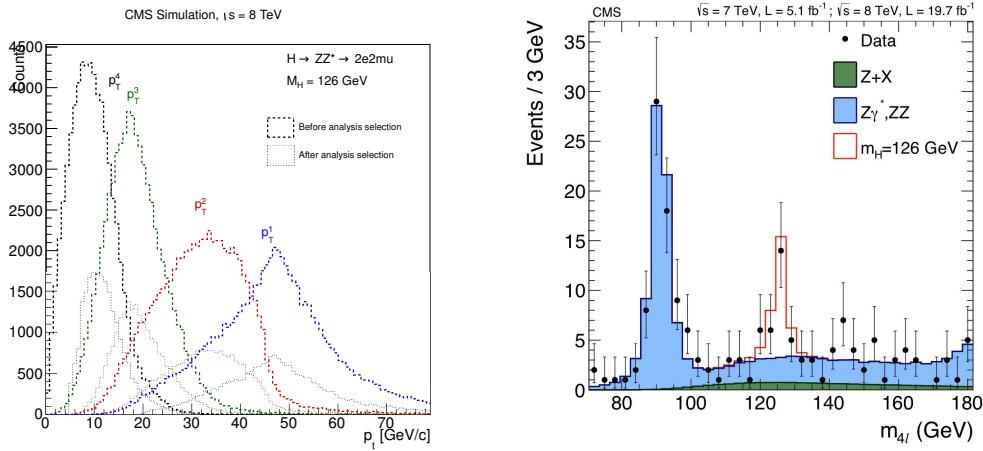 CMS Simulation, √s = 8 TeV
Counts
4500
4000
3500
3000
2500
2000
1500
1000
500
0
H → ZZ* → 2e2mu
M_H = 126 GeV
Before analysis selection
After analysis selection
p_T^4
p_T^3
p_T^2
p_T^1
0 10 20 30 40 50 60 70
p_t [GeV/c]
CMS √s = 7 TeV, L = 5.1 fb⁻¹ ; √s = 8 TeV, L = 19.7 fb⁻¹
Events / 3 GeV
35
30
25
20
15
10
5
0
Data
Z+X
Zγ*,ZZ
m_H=126 GeV
80 100 120 140 160 180
m_4l (GeV)